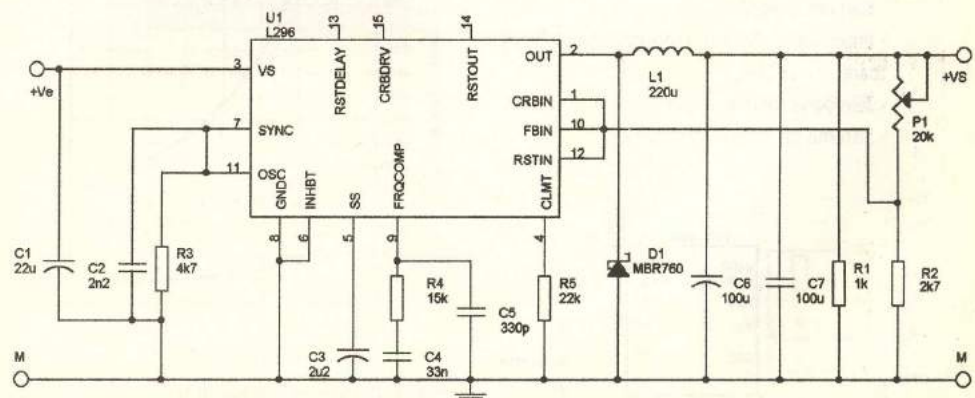 U1
L296
13
15
14
RSTDELAY
CRBDRV
RSTOUT
3
VS
OUT
2
+Ve
L1
220u
+VS
CRBIN
1
7
SYNC
FBIN
10
P1
20k
RSTIN
12
11
OSC
GNDC
INHBT
SS
FRQCOMP
CLMT
8
6
5
9
4
C1
22u
C2
2n2
R3
4k7
R4
15k
C5
330p
R5
22k
D1
MBR760
C6
100u
C7
100u
R1
1k
R2
2k7
C3
2u2
C4
33n
M
M